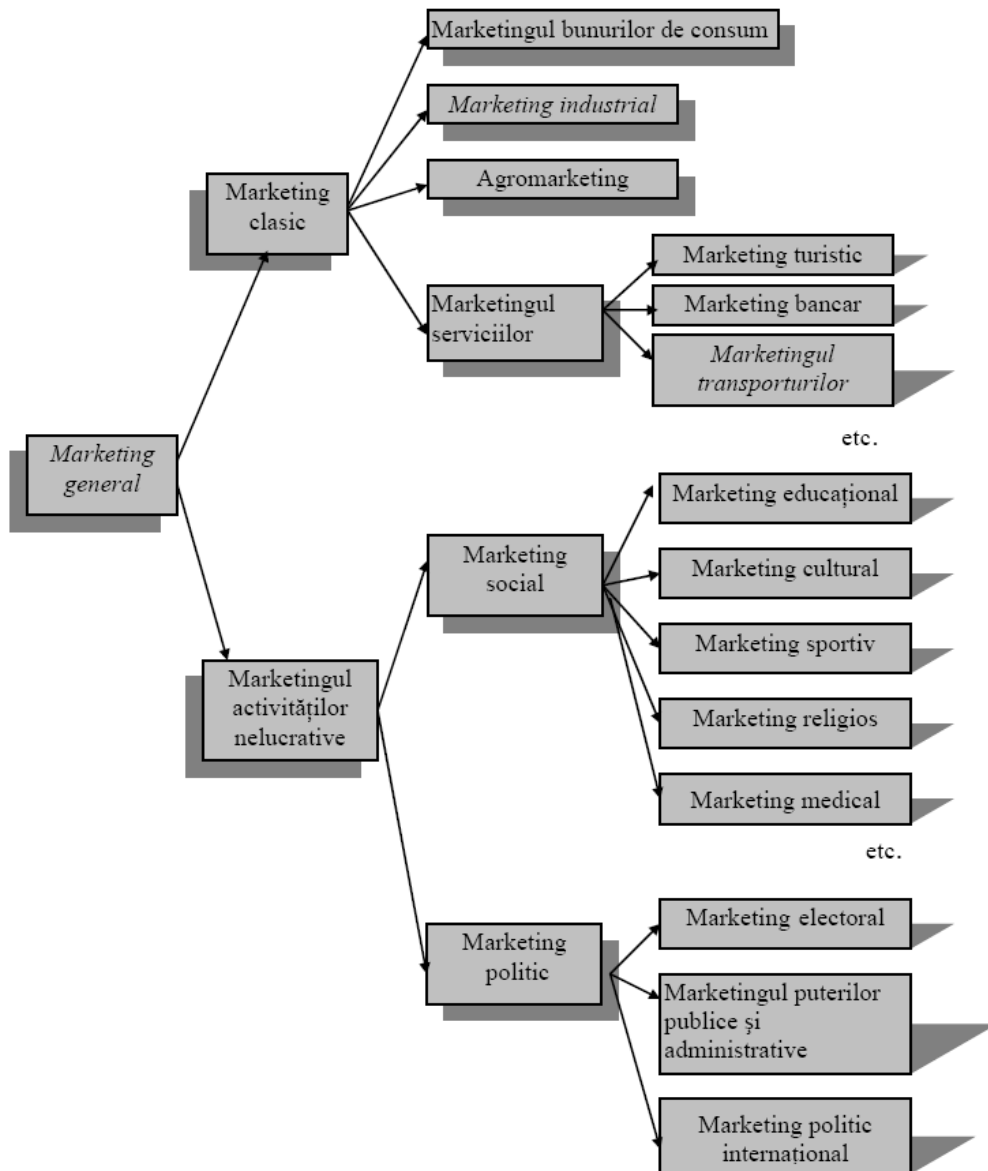 Marketingul bunurilor de consum
Marketing industrial
Agromarketing
Marketing
clasic
Marketing turistic
Marketing bancar
Marketingul
serviciilor
Marketingul
transporturilor
etc.
Marketing
general
Marketing educațional
Marketing
social
Marketing cultural
Marketing sportiv
Marketingul
activităților
nelucrative
Marketing religios
Marketing medical
etc.
Marketing electoral
Marketing
politic
Marketingul puterilor
publice și
administrative
Marketing politic
internațional